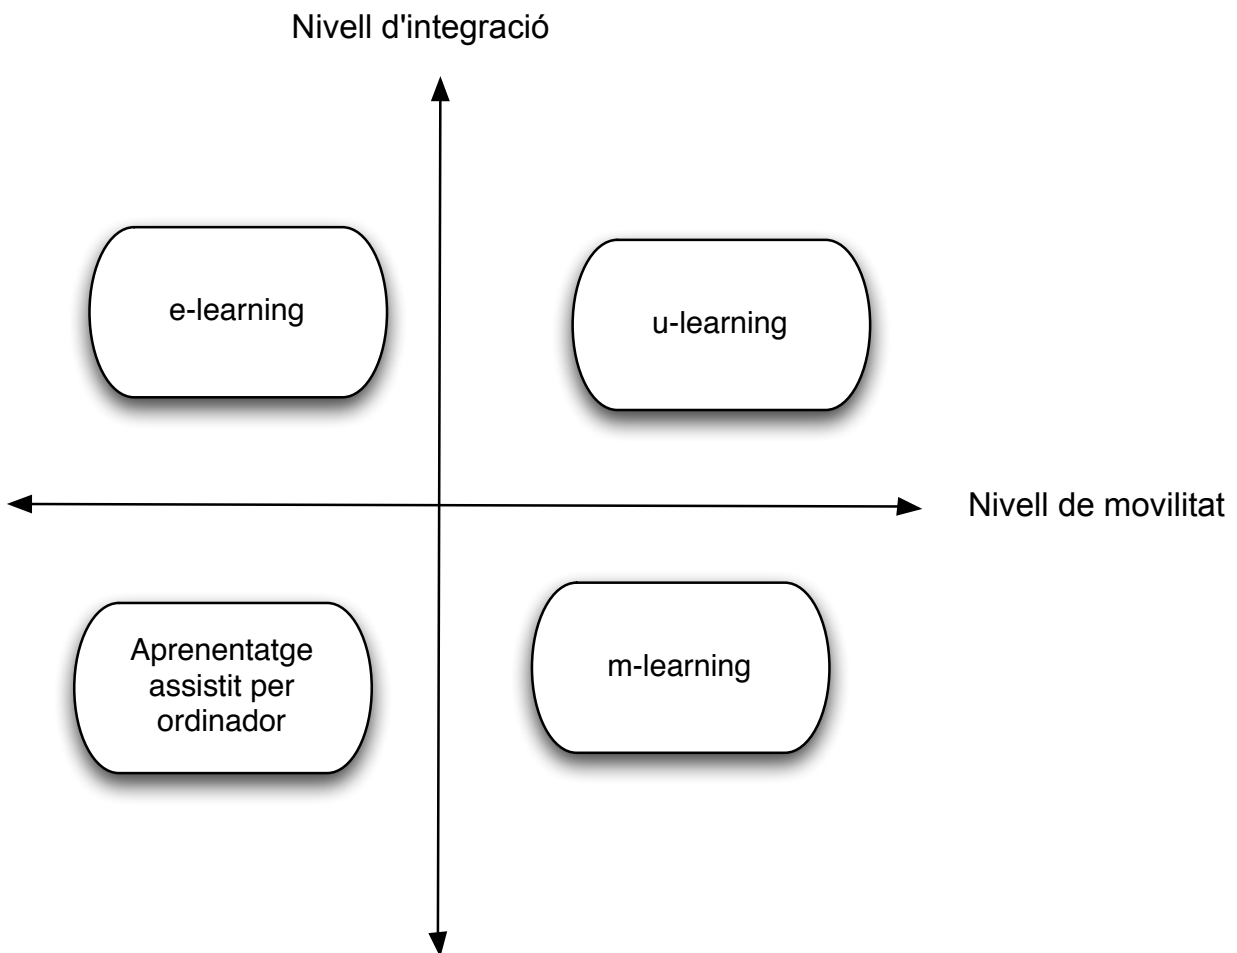 Nivell d'integració
e-learning
u-learning
Nivell de movilitat
Aprenentatge
assistit per
ordinador
m-learning